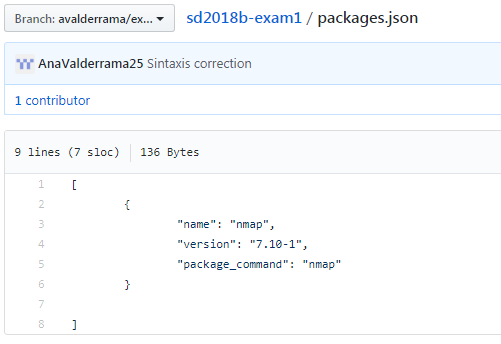 Branch: avalderrama/ex... sd2018b-exam1 / packages.json
AnaValderrama25 Sintaxis correction
1 contributor
9 lines (7 sloc) 136 Bytes
1 [
2 {
3 "name": "nmap",
4 "version": "7.10-1",
5 "package_command": "nmap"
6 }
7
8 ]